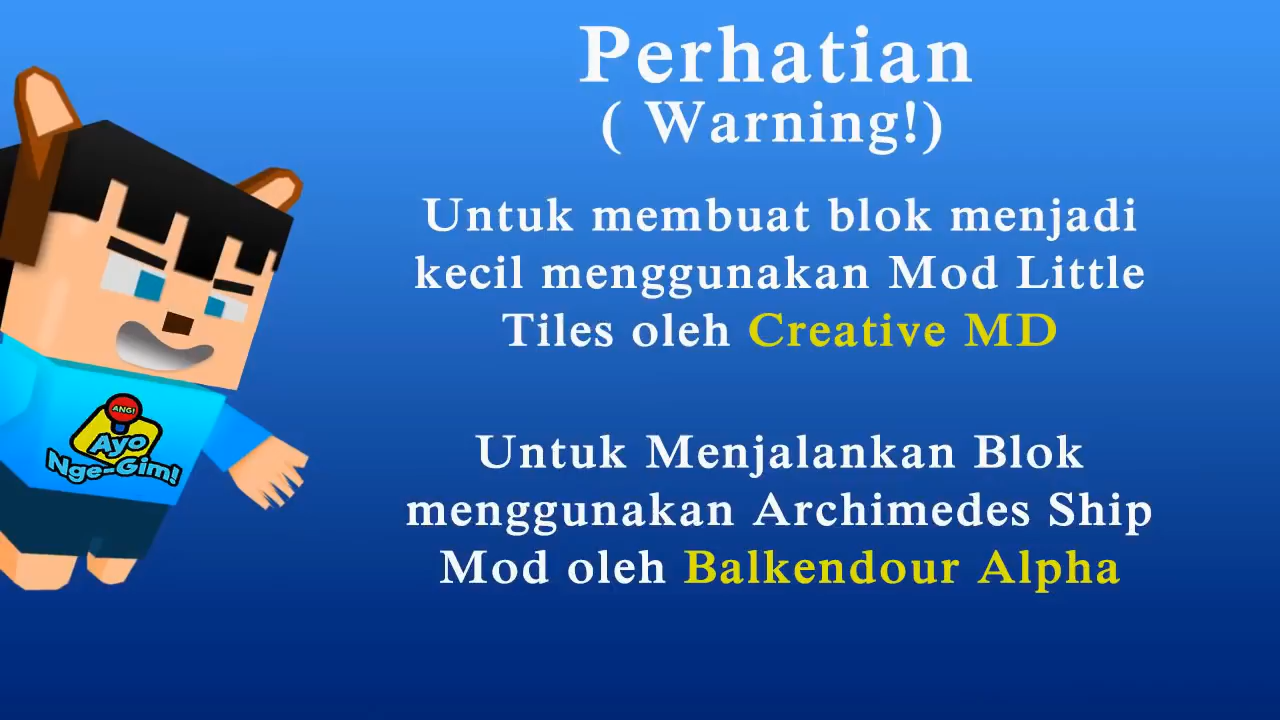 Perhatian
( Warning!)
Untuk membuat blok menjadi
kecil menggunakan Mod Little
Tiles oleh Creative MD
Untuk Menjalankan Blok
menggunakan Archimedes Ship
Mod oleh Balkendour Alpha
ANG!
Ayo
Nge-Gim!